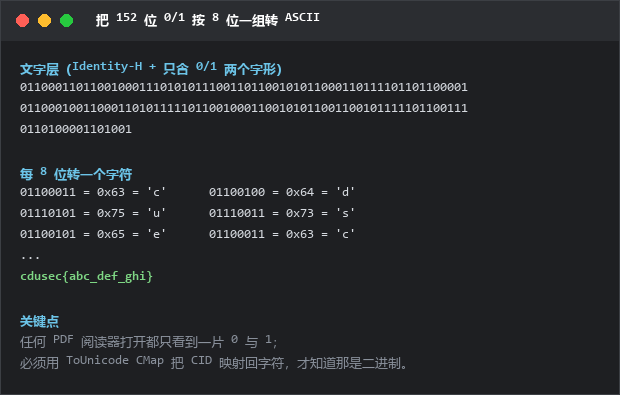 把 152 位 0/1 按 8 位一组转 ASCII
文字层 (Identity-H + 只含 0/1 两个字形)
0110001101100100011101010111001101100101011000110111101101100001
0110001001100011010111110110010001100101011001100101111101100111
0110100001101001
每 8 位转一个字符
01100011 = 0x63 = 'c' 01100100 = 0x64 = 'd'
01110101 = 0x75 = 'u' 01110011 = 0x73 = 's'
01100101 = 0x65 = 'e' 01100011 = 0x63 = 'c'
...
cdusec{abc_def_ghi}
关键点
任何 PDF 阅读器打开都只看到一片 0 与 1；
必须用 ToUnicode CMap 把 CID 映射回字符，才知道那是二进制。